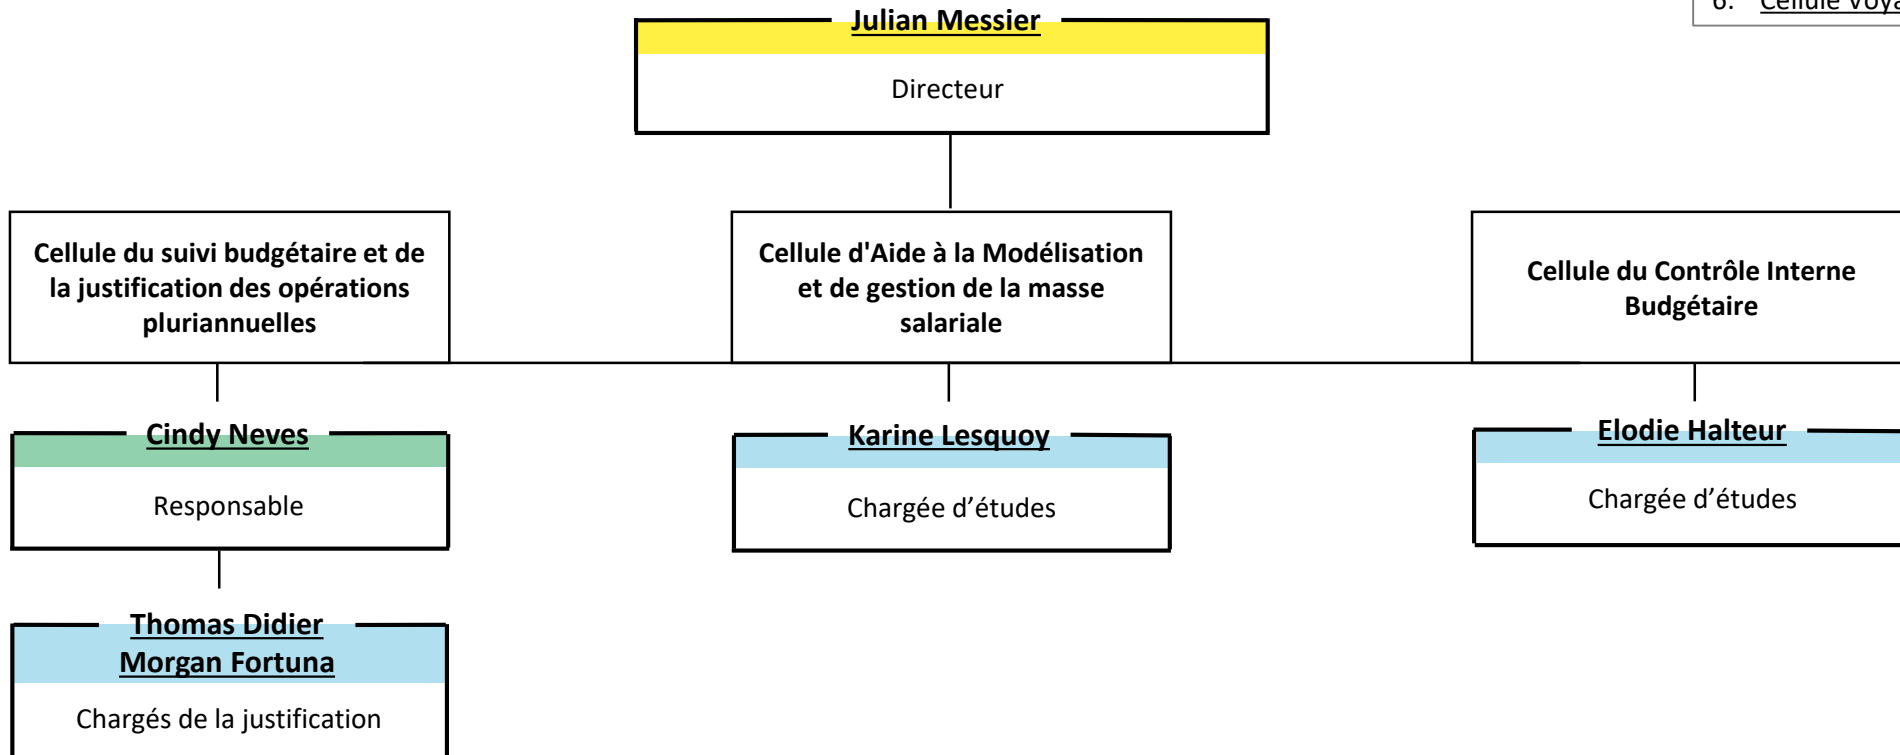 6. Cellule
Julian Messier
Directeur
Cellule du suivi budgétaire et de
la justification des opérations
pluriannuelles
Cellule d'Aide à la Modélisation
et de gestion de la masse
salariale
Cellule du Contrôle Interne
Budgétaire
Cindy Neves
Responsable
Karine Lesquoy
Chargée d’études
Elodie Halteur
Chargée d’études
Thomas Didier
Morgan Fortuna
Chargés de la justification